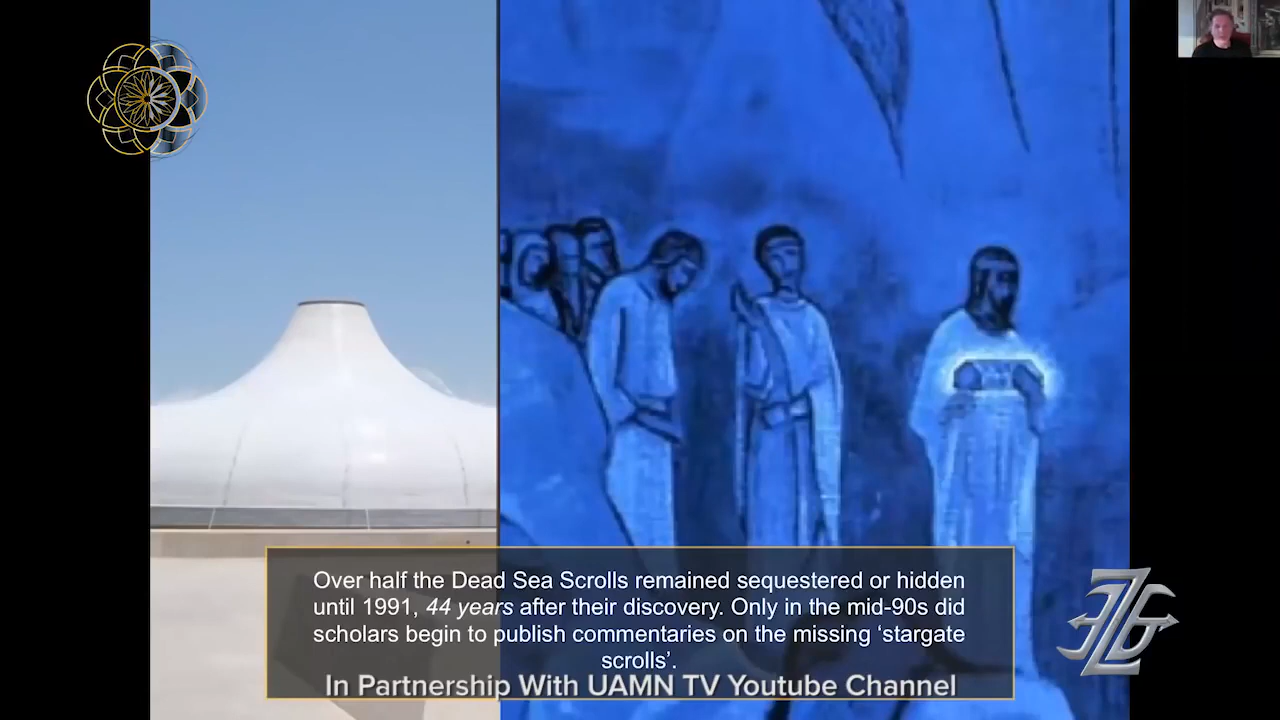 Over half the Dead Sea Scrolls remained sequestered or hidden
until 1991, 44 years after their discovery. Only in the mid-90s did
scholars begin to publish commentaries on the missing ‘stargate
scrolls’.
In Partnership With UAMN TV Youtube Channel